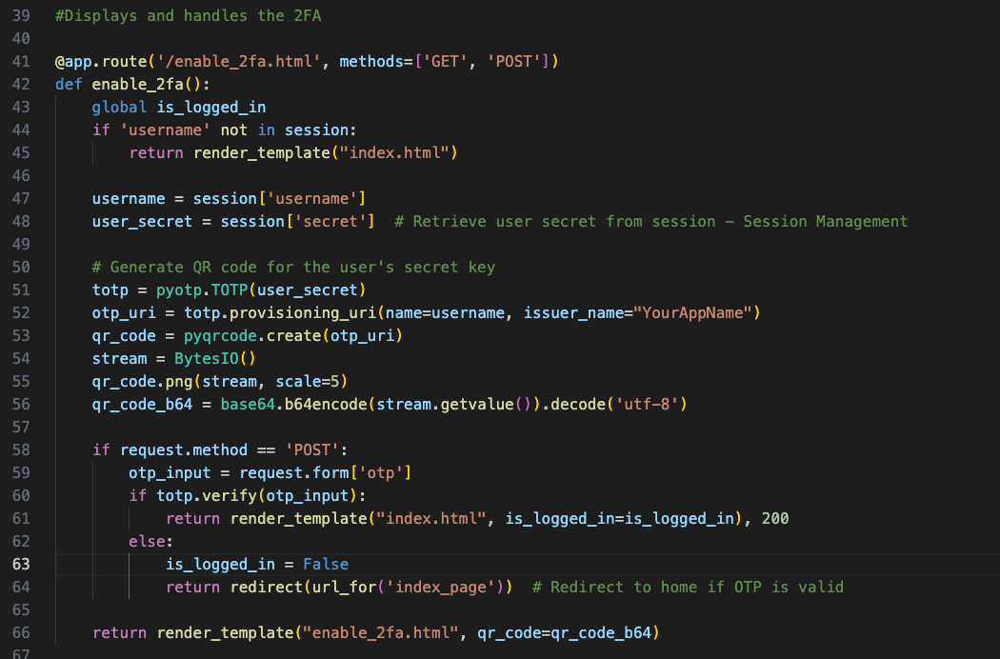 39 #Displays and handles the 2FA
40
41 @app.route('/enable_2fa.html', methods=['GET', 'POST'])
42 def enable_2fa():
43     global is_logged_in
44     if 'username' not in session:
45         return render_template("index.html")
46
47     username = session['username']
48     user_secret = session['secret']  # Retrieve user secret from session – Session Management
49
50     # Generate QR code for the user's secret key
51     totp = pyotp.TOTP(user_secret)
52     otp_uri = totp.provisioning_uri(name=username, issuer_name="YourAppName")
53     qr_code = pyqrcode.create(otp_uri)
54     stream = BytesIO()
55     qr_code.png(stream, scale=5)
56     qr_code_b64 = base64.b64encode(stream.getvalue()).decode('utf-8')
57
58     if request.method == 'POST':
59         otp_input = request.form['otp']
60         if totp.verify(otp_input):
61             return render_template("index.html", is_logged_in=is_logged_in), 200
62         else:
63             is_logged_in = False
64             return redirect(url_for('index_page'))  # Redirect to home if OTP is valid
65
66     return render_template("enable_2fa.html", qr_code=qr_code_b64)
67